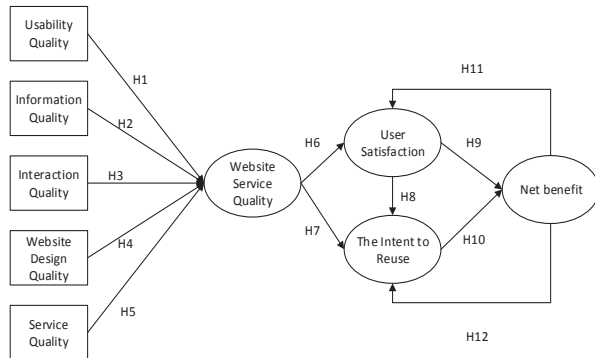 Usability
Quality
Information
Quality
Interaction
Quality
Website
Design
Quality
Service
Quality
H1
H2
H3
H4
H5
Website
Service
Quality
H6
H7
User
Satisfaction
H8
The Intent to
Reuse
H9
H10
H11
Net benefit
H12